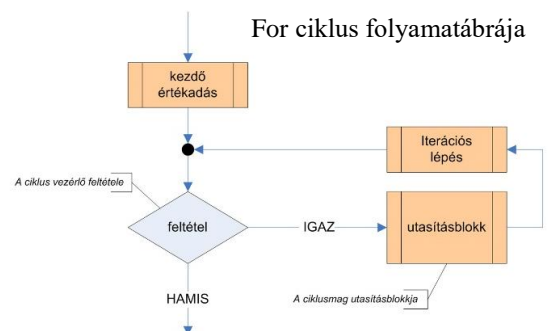 For ciklus folyamatábrája
kezdő
értékadás
Iterációs
lépés
A ciklus vezérlő feltétele
feltétel
IGAZ
utasításblokk
HAMIS
A ciklusmag utasításblokkja